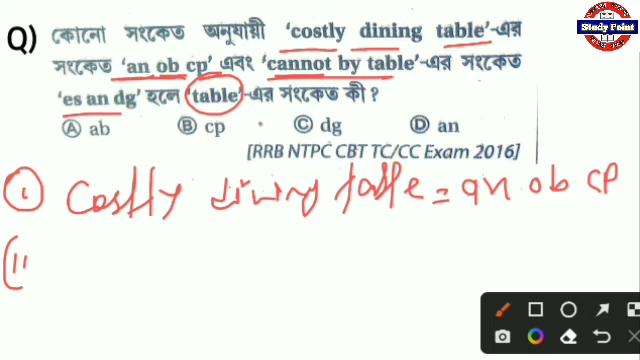 Study Point
Q) কোনো সংকেত অনুযায়ী ‘costly dining table’-এর
সংকেত ‘an ob cp’ এবং ‘cannot by table’-এর সংকেত
‘es an dg’ হলে ‘table’-এর সংকেত কী ?
Ⓐ ab Ⓑ cp Ⓒ dg Ⓓ an
[RRB NTPC CBT TC/CC Exam 2016]
① Costly dining table = an ob cp
(ii